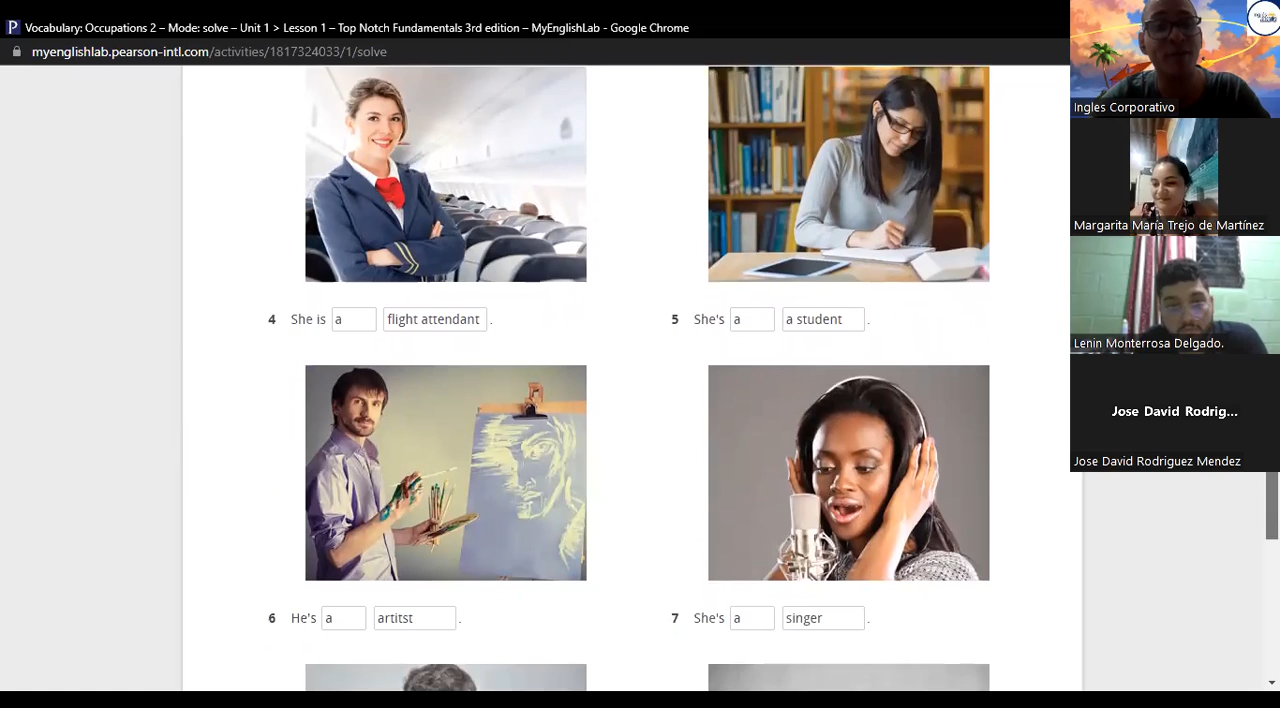 Vocabulary: Occupations 2 – Mode: solve – Unit 1 > Lesson 1 – Top Notch Fundamentals 3rd edition – MyEnglishLab - Google Chrome
myenglishlab.pearson-intl.com/activities/1817324033/1/solve
4 She is a flight attendant .
5 She's a a student .
6 He's a artitst .
7 She's a singer .
Ingles Corporativo
Margarita María Trejo de Martínez
Lenin Monterrosa Delgado.
Jose David Rodrig...
Jose David Rodriguez Mendez